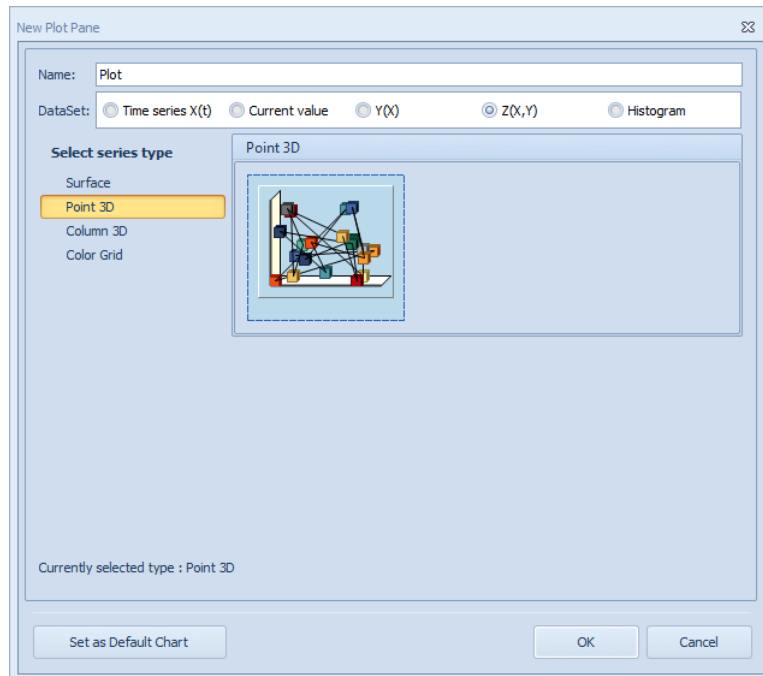 New Plot Pane
Name: Plot
DataSet: Time series X(t) Current value Y(X) Z(X,Y) Histogram
Select series type
Surface
Point 3D
Column 3D
Color Grid
Point 3D
Currently selected type : Point 3D
Set as Default Chart OK Cancel